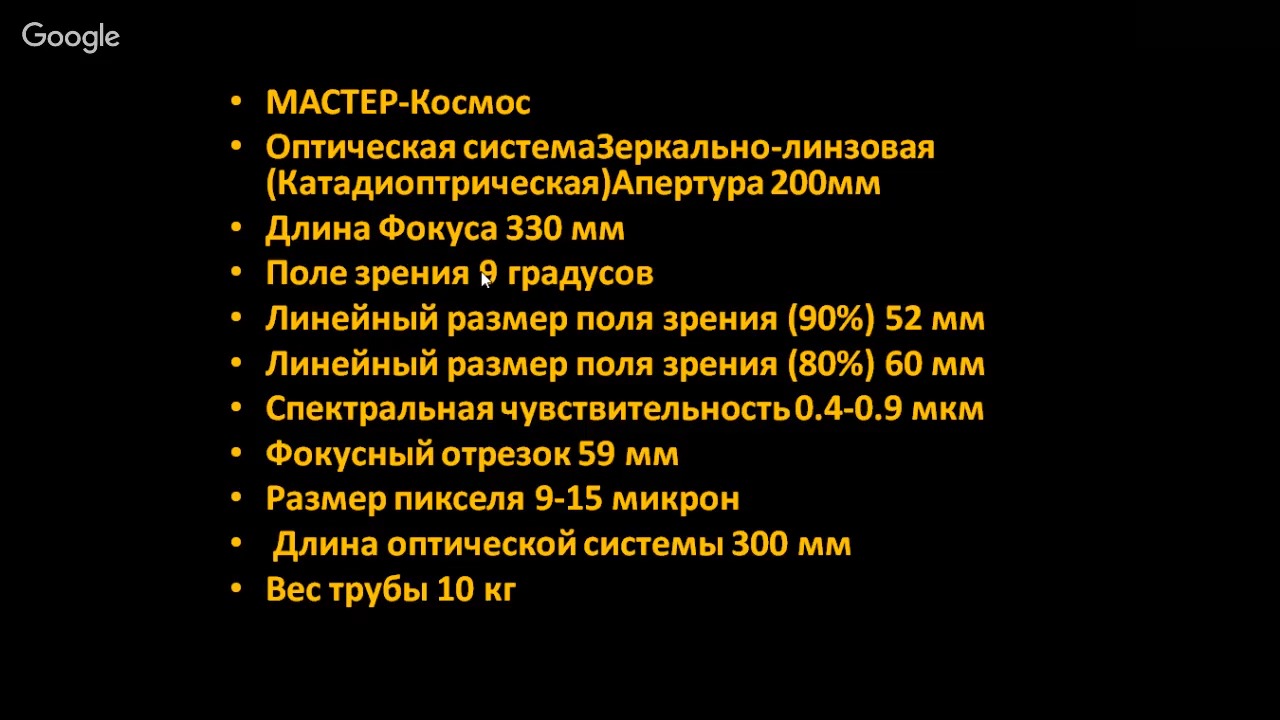 Google
• МАСТЕР-Космос
• Оптическая системаЗеркально-линзовая
(Катадиоптрическая)Апертура 200мм
• Длина Фокуса 330 мм
• Поле зрения 9 градусов
• Линейный размер поля зрения (90%) 52 мм
• Линейный размер поля зрения (80%) 60 мм
• Спектральная чувствительность 0.4-0.9 мкм
• Фокусный отрезок 59 мм
• Размер пикселя 9-15 микрон
• Длина оптической системы 300 мм
• Вес трубы 10 кг